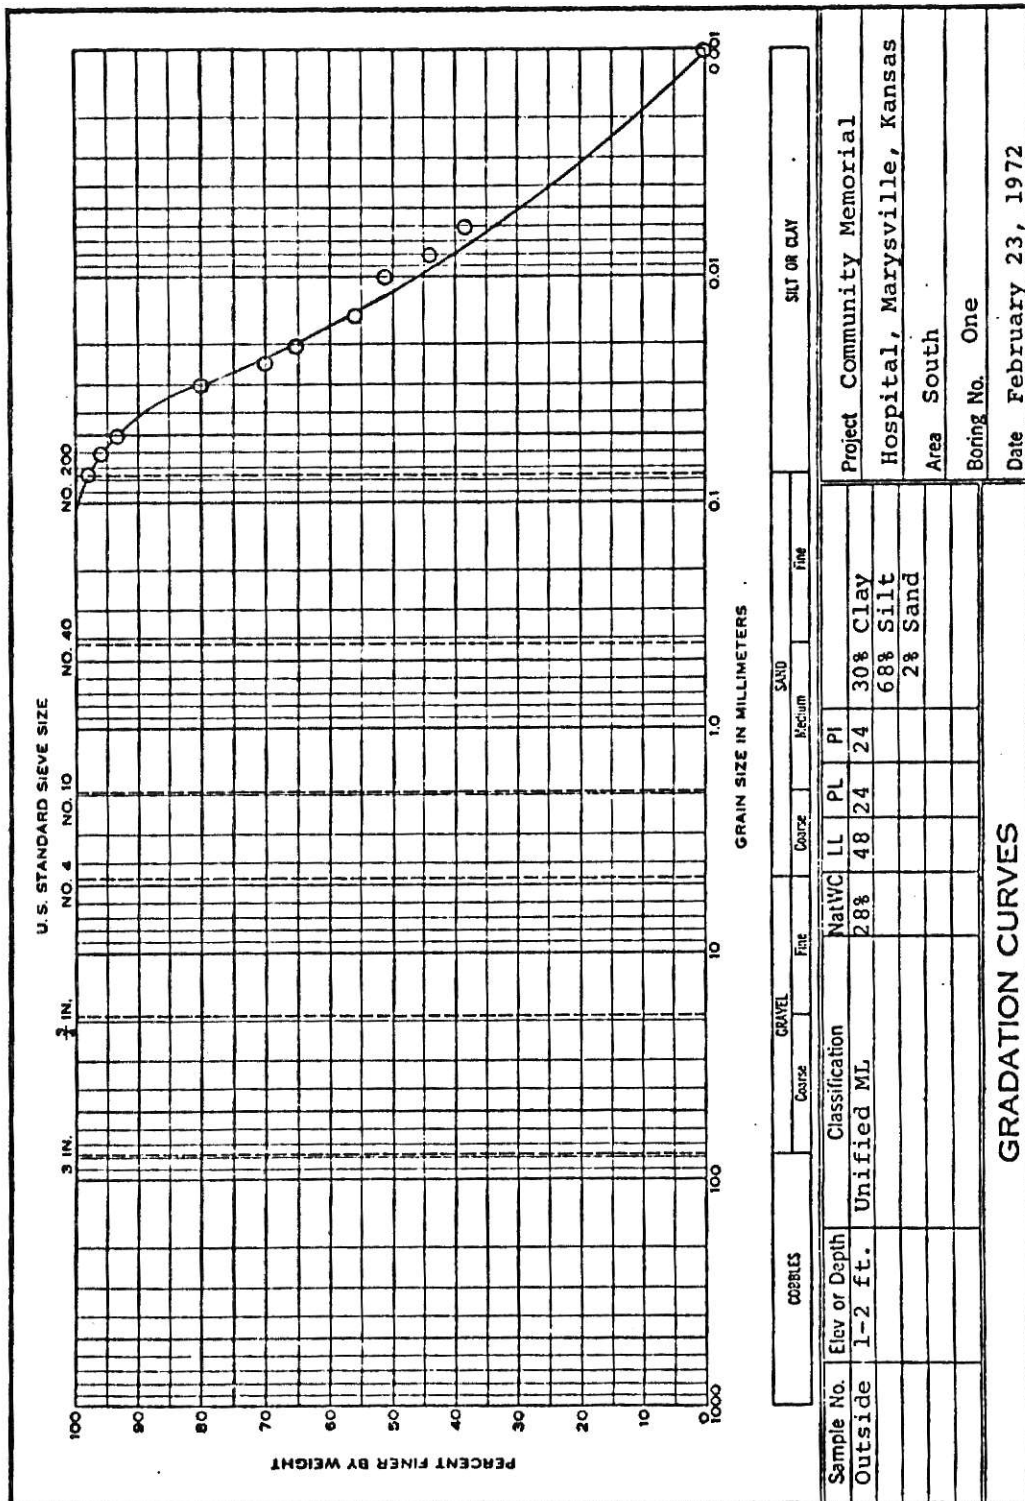 U.S. STANDARD SIEVE SIZE
3 IN. ¾ IN. NO. 4 NO. 10 NO. 40 NO. 200
PERCENT FINER BY WEIGHT
100
90
80
70
60
50
40
30
20
10
0
1000 100 10 1.0 0.1 0.01 0.001
GRAIN SIZE IN MILLIMETERS
COBBLES GRAVEL SAND SILT OR CLAY
Coarse Fine Coarse Medium Fine
Sample No. Elev or Depth Classification Nat WC LL PL PI
Outside 1-2 ft. Unified ML 28% 48 24 24 30% Clay
68% Silt
2% Sand
Project Community Memorial
Hospital, Marysville, Kansas
Area South
Boring No. One
Date February 23, 1972
GRADATION CURVES